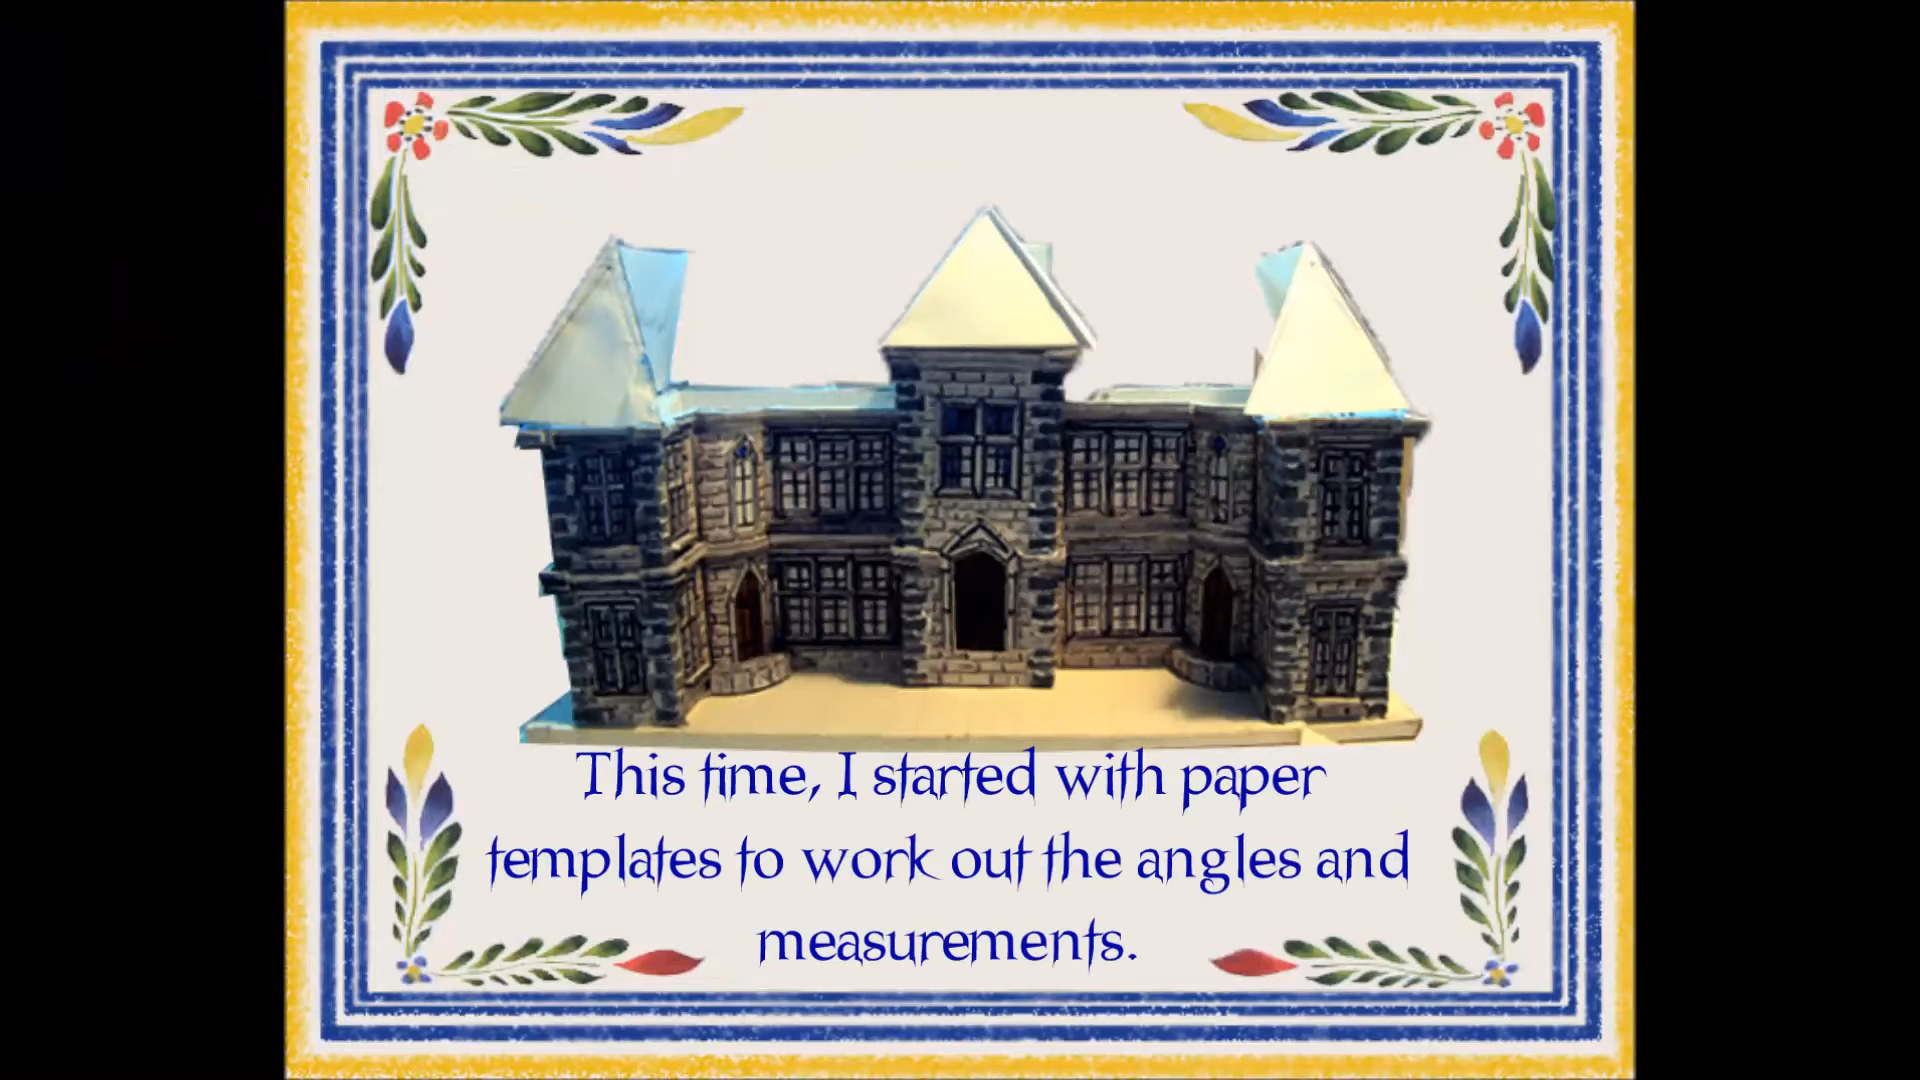 This time, I started with paper
templates to work out the angles and
measurements.